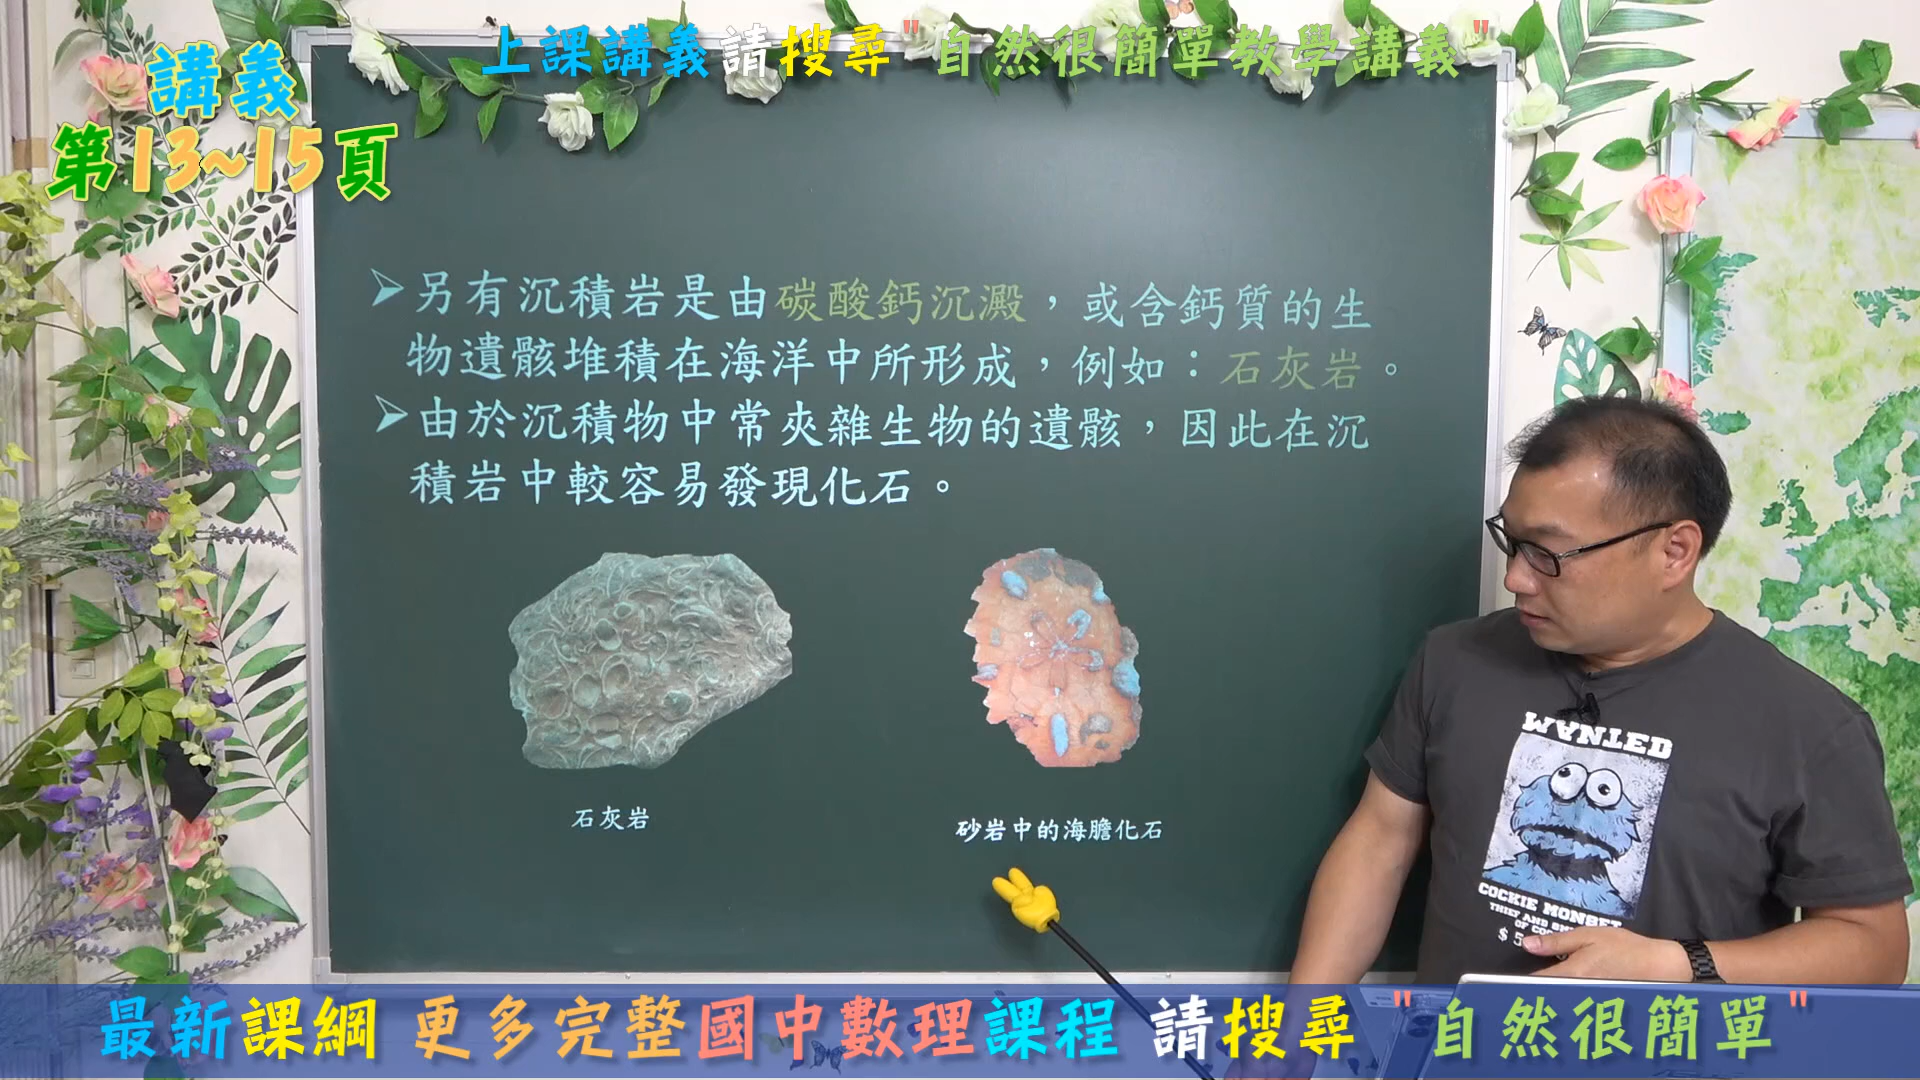 上課講義請搜尋"自然很簡單教學講義"
講義
第13~15頁
➢另有沉積岩是由碳酸鈣沉澱，或含鈣質的生
物遺骸堆積在海洋中所形成，例如：石灰岩。
➢由於沉積物中常夾雜生物的遺骸，因此在沉
積岩中較容易發現化石。
石灰岩
砂岩中的海膽化石
WANTED
COOKIE MONSET
THIEF AND
OF
$ 5
最新課綱 更多完整國中數理課程 請搜尋 "自然很簡單"